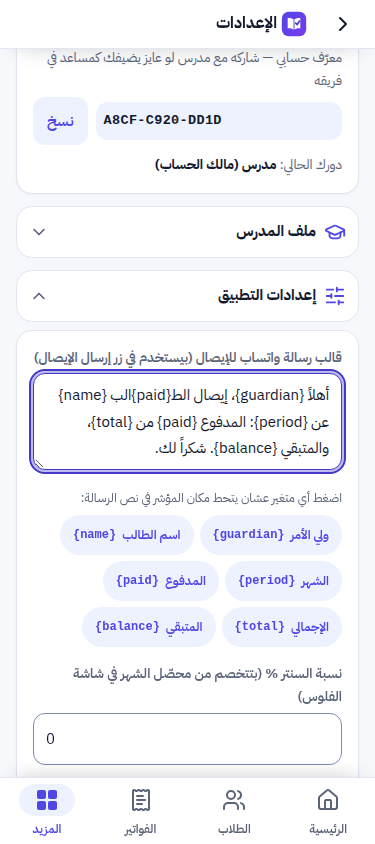 الإعدادات
معرّف حسابي — شاركه مع مدرس لو عايز يضيفك كمساعد في
فريقه
A8CF-C920-DD1D
نسخ
دورك الحالي: مدرس (مالك الحساب)
ملف المدرس
إعدادات التطبيق
قالب رسالة واتساب للإيصال (بيستخدم في زر إرسال الإيصال)
أهلاً {guardian}، إيصال الط{paid}الب {name}
عن {period}: المدفوع {paid} من {total}،
والمتبقي {balance}. شكراً لك.
اضغط أي متغير عشان يتحط مكان المؤشر في نص الرسالة:
ولي الأمر {guardian}
اسم الطالب {name}
الشهر {period}
المدفوع {paid}
الإجمالي {total}
المتبقي {balance}
نسبة السنتر % (بتتخصم من محصّل الشهر في شاشة
الفلوس)
0
الرئيسية
الطلاب
الفواتير
المزيد